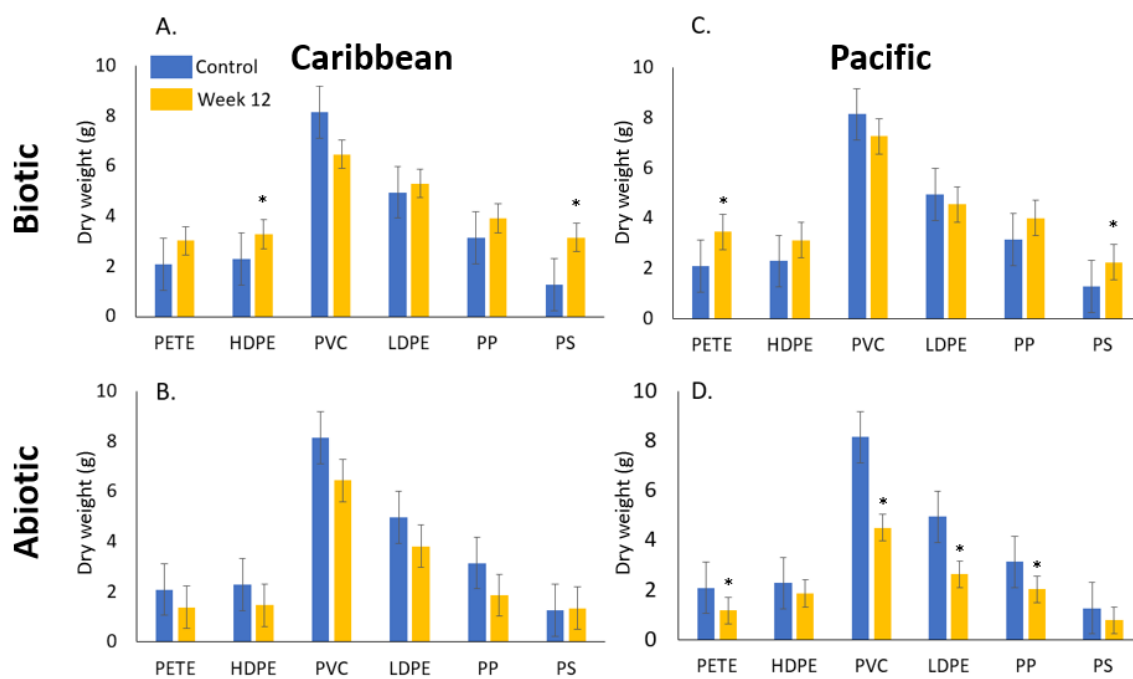 A.
Caribbean
Control
Week 12
Biotic
Dry weight (g)
10
8
6
4
2
0
*
*
PETE HDPE PVC LDPE PP PS
C.
Pacific
Dry weight (g)
10
8
6
4
2
0
*
*
PETE HDPE PVC LDPE PP PS
B.
Abiotic
Dry weight (g)
10
8
6
4
2
0
PETE HDPE PVC LDPE PP PS
D.
Dry weight (g)
10
8
6
4
2
0
*
*
*
*
PETE HDPE PVC LDPE PP PS